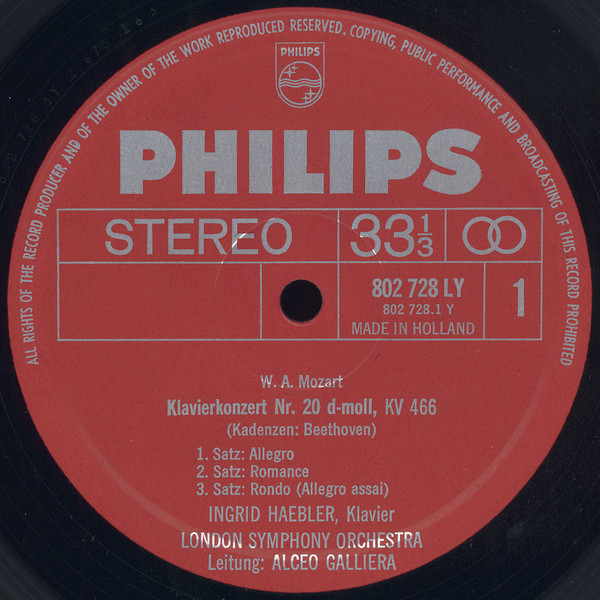 ALL RIGHTS OF THE RECORD PRODUCER AND OF THE OWNER OF THE WORK REPRODUCED RESERVED. COPYING, PUBLIC PERFORMANCE AND BROADCASTING OF THIS RECORD PROHIBITED
PHILIPS
PHILIPS
STEREO 33 1/3
802 728 LY 1
802 728.1 Y
MADE IN HOLLAND
W. A. Mozart
Klavierkonzert Nr. 20 d-moll, KV 466
(Kadenzen: Beethoven)
1. Satz: Allegro
2. Satz: Romance
3. Satz: Rondo (Allegro assai)
INGRID HAEBLER, Klavier
LONDON SYMPHONY ORCHESTRA
Leitung: ALCEO GALLIERA